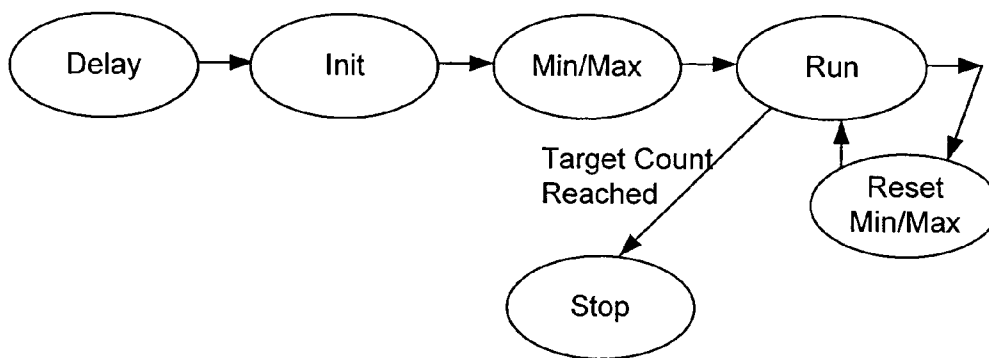 Delay
Init
Min/Max
Run
Target Count
Reached
Reset
Min/Max
Stop